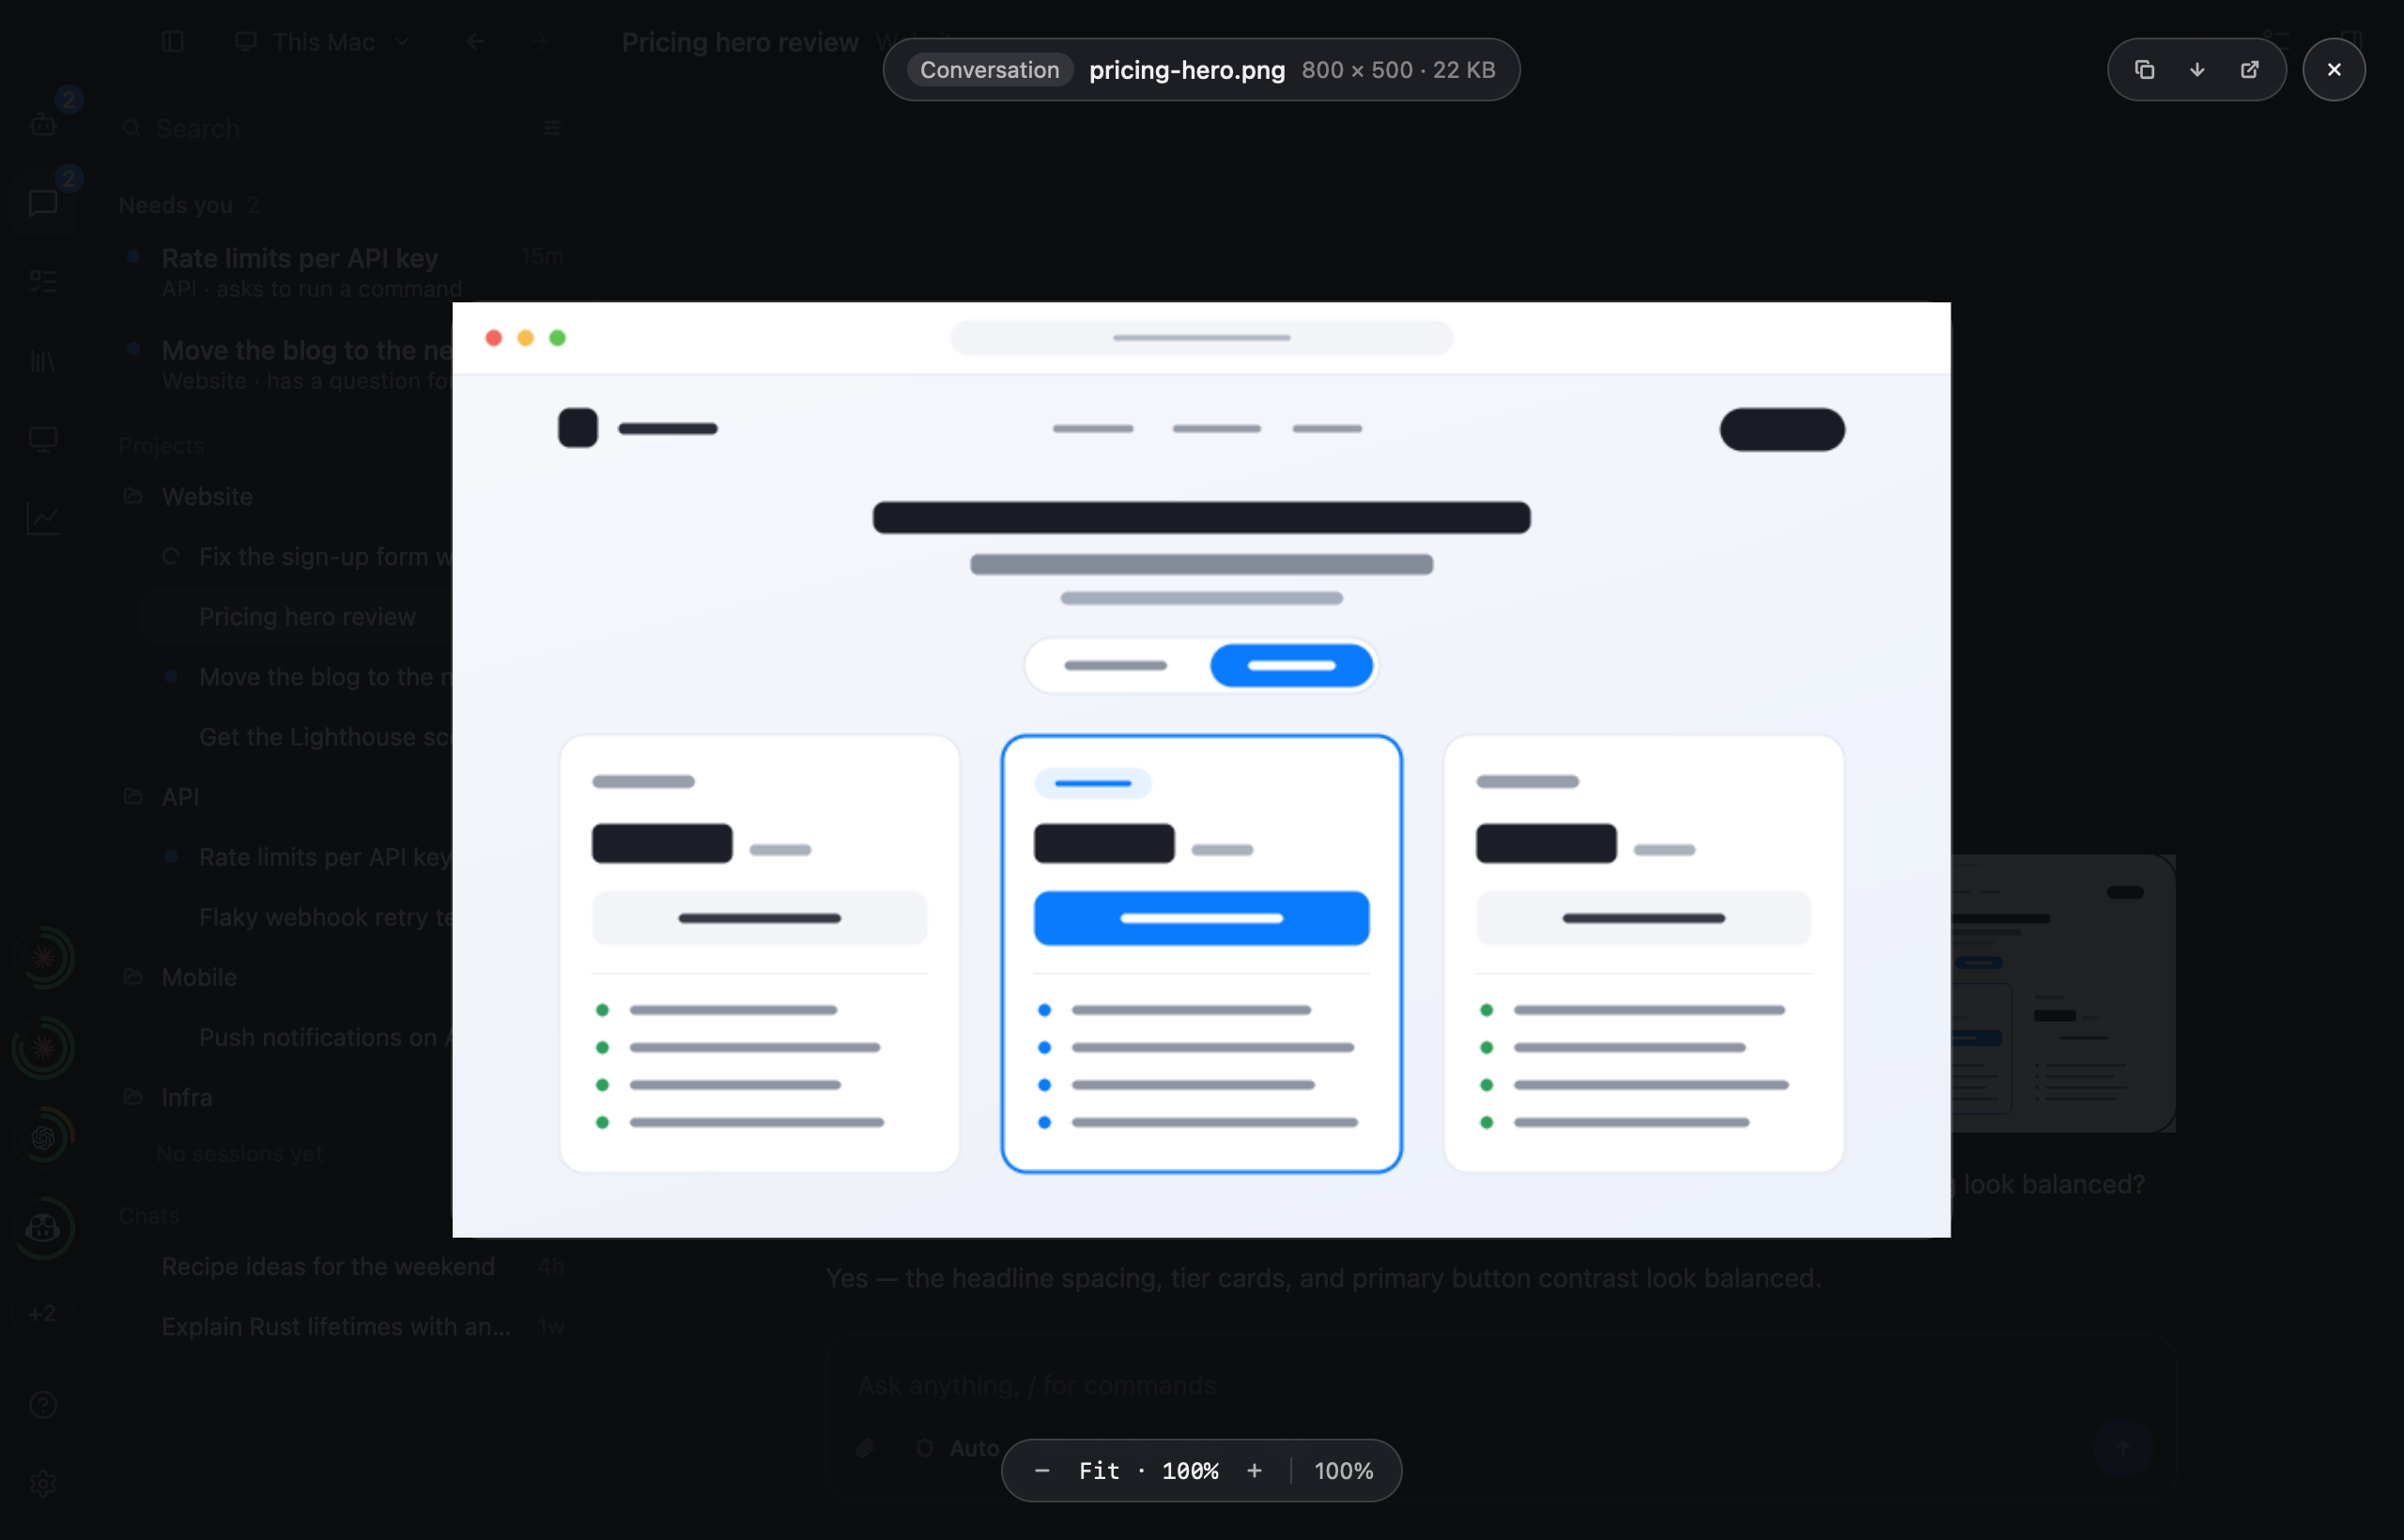 This Mac
Pricing hero review
Conversation pricing-hero.png 800 × 500 · 22 KB
2
Search
2
Needs you 2
Rate limits per API key 15m
API · asks to run a command
Move the blog to the ne
Website · has a question for
Projects
Website
Fix the sign-up form w
Pricing hero review
Move the blog to the n
Get the Lighthouse sc
API
Rate limits per API key
Flaky webhook retry te
Mobile
Push notifications on A
Infra
No sessions yet
Chats
Recipe ideas for the weekend 4h
Explain Rust lifetimes with an... 1w
+2
look balanced?
Yes — the headline spacing, tier cards, and primary button contrast look balanced.
Ask anything, / for commands
Auto
− Fit · 100% + 100%